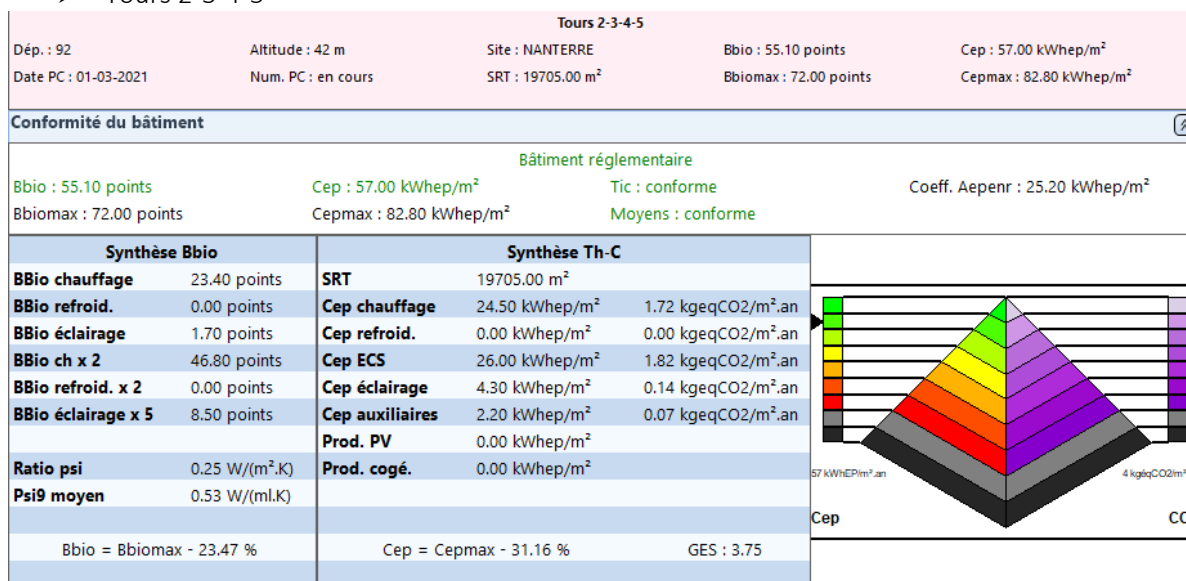 Tours 2-3-4-5
Tours 2-3-4-5
Dép. : 92 Altitude : 42 m Site : NANTERRE Bbio : 55.10 points Cep : 57.00 kWhep/m²
Date PC : 01-03-2021 Num. PC : en cours SRT : 19705.00 m² Bbiomax : 72.00 points Cepmax : 82.80 kWhep/m²
Conformité du bâtiment
Bâtiment réglementaire
Bbio : 55.10 points Cep : 57.00 kWhep/m² Tic : conforme Coeff. Aepenr : 25.20 kWhep/m²
Bbiomax : 72.00 points Cepmax : 82.80 kWhep/m² Moyens : conforme
Synthèse Bbio Synthèse Th-C
BBio chauffage 23.40 points SRT 19705.00 m²
BBio refroid. 0.00 points Cep chauffage 24.50 kWhep/m² 1.72 kgeqCO2/m².an
BBio éclairage 1.70 points Cep refroid. 0.00 kWhep/m² 0.00 kgeqCO2/m².an
BBio ch x 2 46.80 points Cep ECS 26.00 kWhep/m² 1.82 kgeqCO2/m².an
BBio refroid. x 2 0.00 points Cep éclairage 4.30 kWhep/m² 0.14 kgeqCO2/m².an
BBio éclairage x 5 8.50 points Cep auxiliaires 2.20 kWhep/m² 0.07 kgeqCO2/m².an
Prod. PV 0.00 kWhep/m²
Ratio psi 0.25 W/(m².K) Prod. cogé. 0.00 kWhep/m²
Psi9 moyen 0.53 W/(ml.K)
Bbio = Bbiomax - 23.47 % Cep = Cepmax - 31.16 % GES : 3.75
57 kWhEP/m².an 4 kgéqCO2/m²
Cep CO